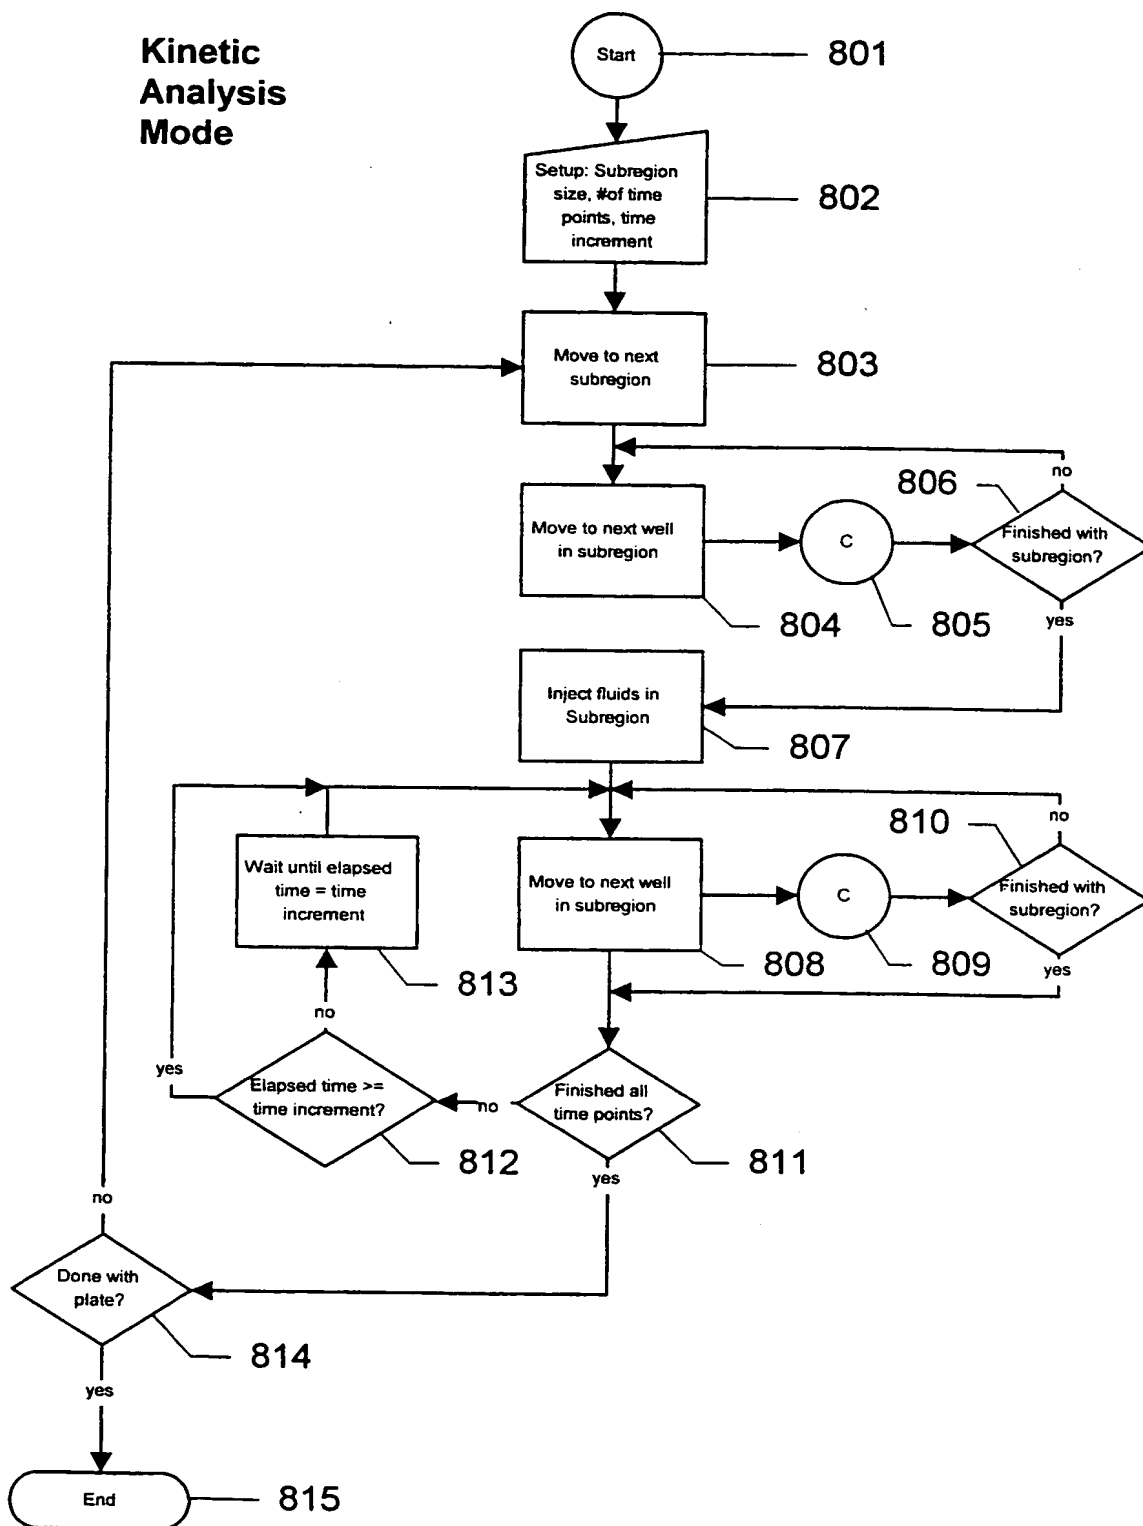 Kinetic
Analysis
Mode
Start
801
Setup: Subregion
size, #of time
points, time
increment
802
Move to next
subregion
803
no
806
Move to next well
in subregion
C
Finished with
subregion?
804
805
yes
Inject fluids in
Subregion
807
no
810
Wait until elapsed
time = time
increment
Move to next well
in subregion
C
Finished with
subregion?
813
808
809
yes
no
yes
Elapsed time >=
time increment?
no
Finished all
time points?
812
811
yes
no
Done with
plate?
814
yes
End
815